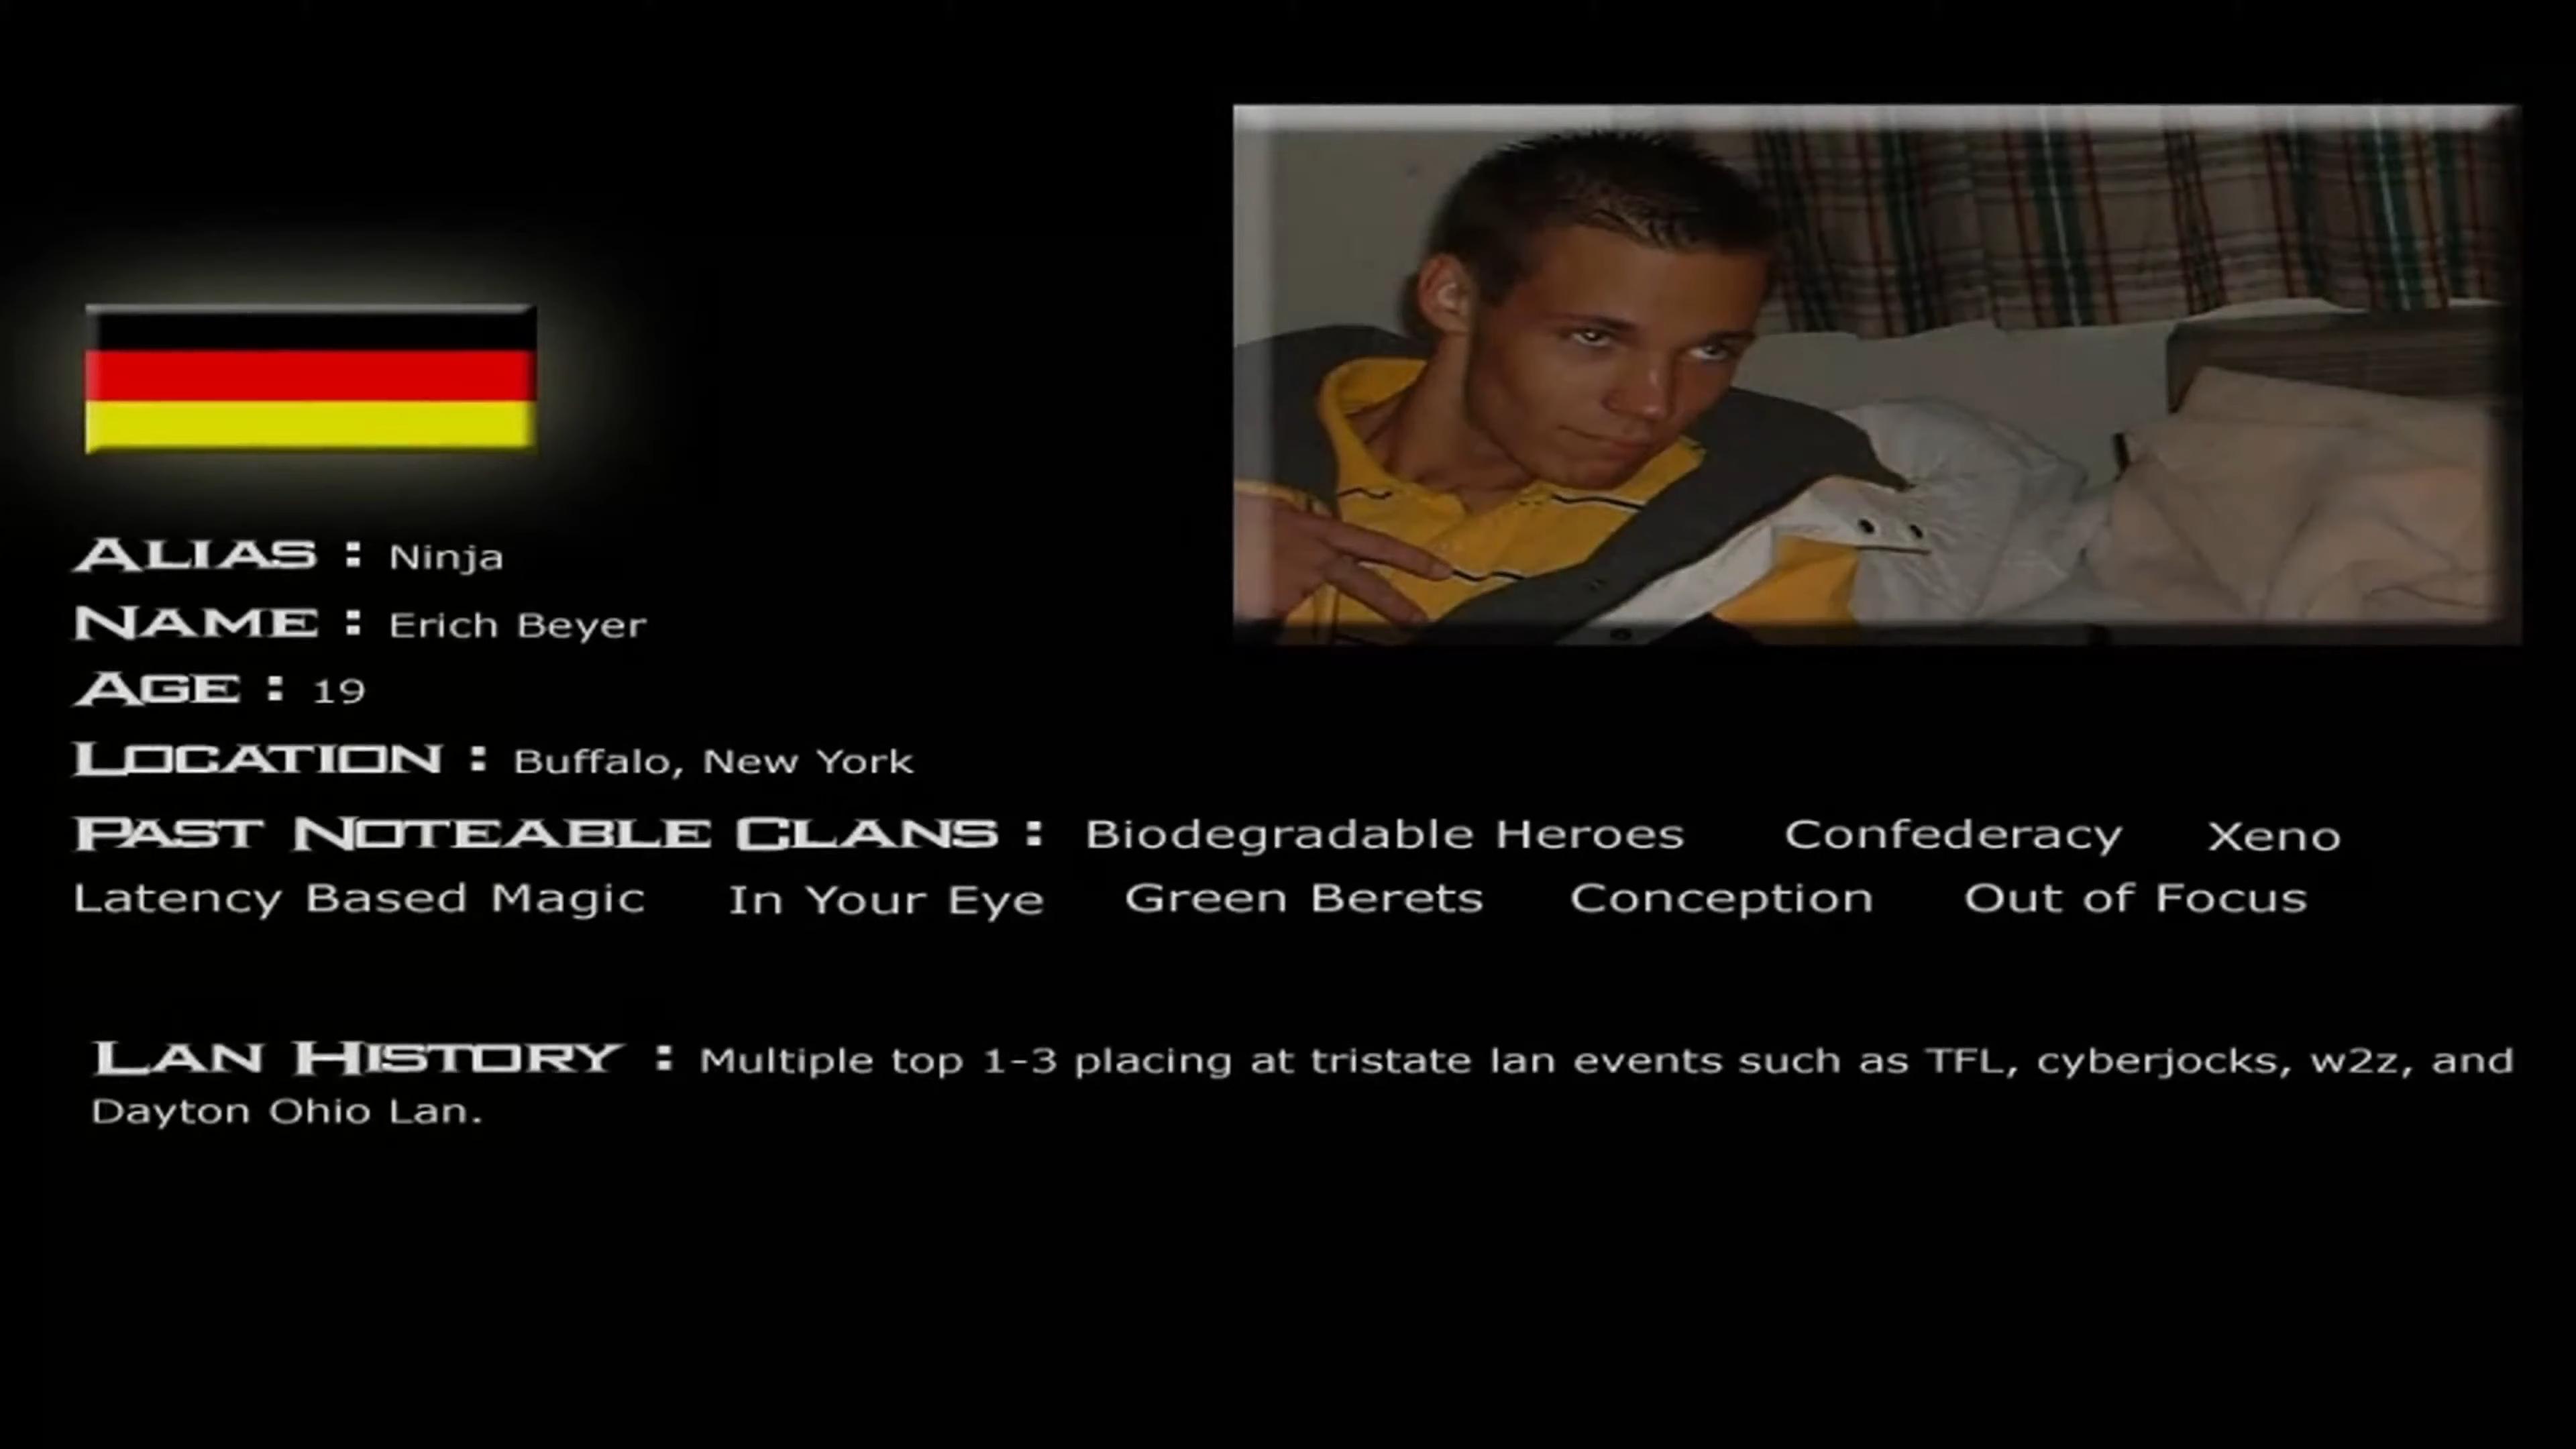 Alias : Ninja
Name : Erich Beyer
Age : 19
Location : Buffalo, New York
Past Noteable Clans : Biodegradable Heroes Confederacy Xeno
Latency Based Magic In Your Eye Green Berets Conception Out of Focus
Lan History : Multiple top 1-3 placing at tristate lan events such as TFL, cyberjocks, w2z, and
Dayton Ohio Lan.